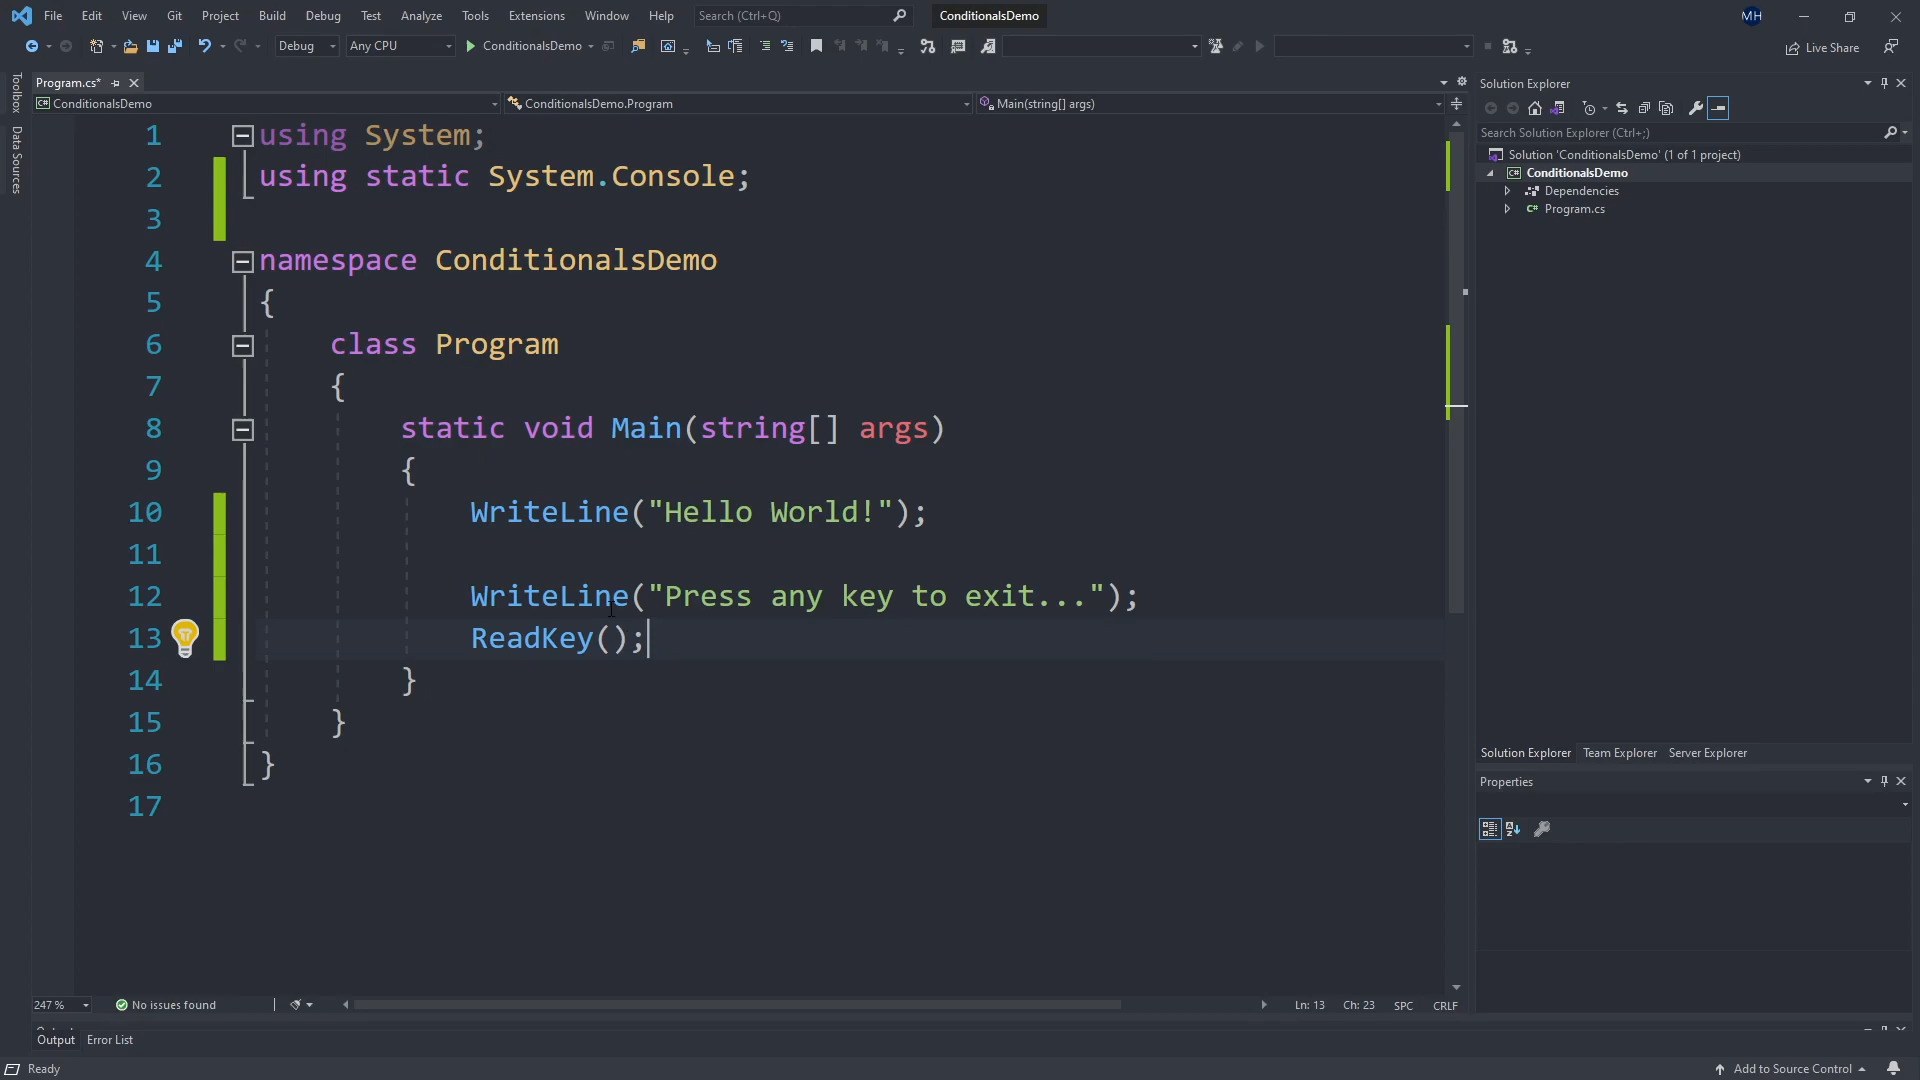 File Edit View Git Project Build Debug Test Analyze Tools Extensions Window Help Search (Ctrl+Q) ConditionalsDemo MH
Debug Any CPU ConditionalsDemo Live Share
Program.cs*
ConditionalsDemo ConditionalsDemo.Program Main(string[] args)
Toolbox
Data Sources
1 using System;
2 using static System.Console;
3
4 namespace ConditionalsDemo
5 {
6 class Program
7 {
8 static void Main(string[] args)
9 {
10 WriteLine("Hello World!");
11
12 WriteLine("Press any key to exit...");
13 ReadKey();
14 }
15 }
16 }
17
Solution Explorer
Search Solution Explorer (Ctrl+;)
Solution 'ConditionalsDemo' (1 of 1 project)
C# ConditionalsDemo
Dependencies
C# Program.cs
Solution Explorer Team Explorer Server Explorer
Properties
247 % No issues found Ln: 13 Ch: 23 SPC CRLF
Output Error List
Ready Add to Source Control